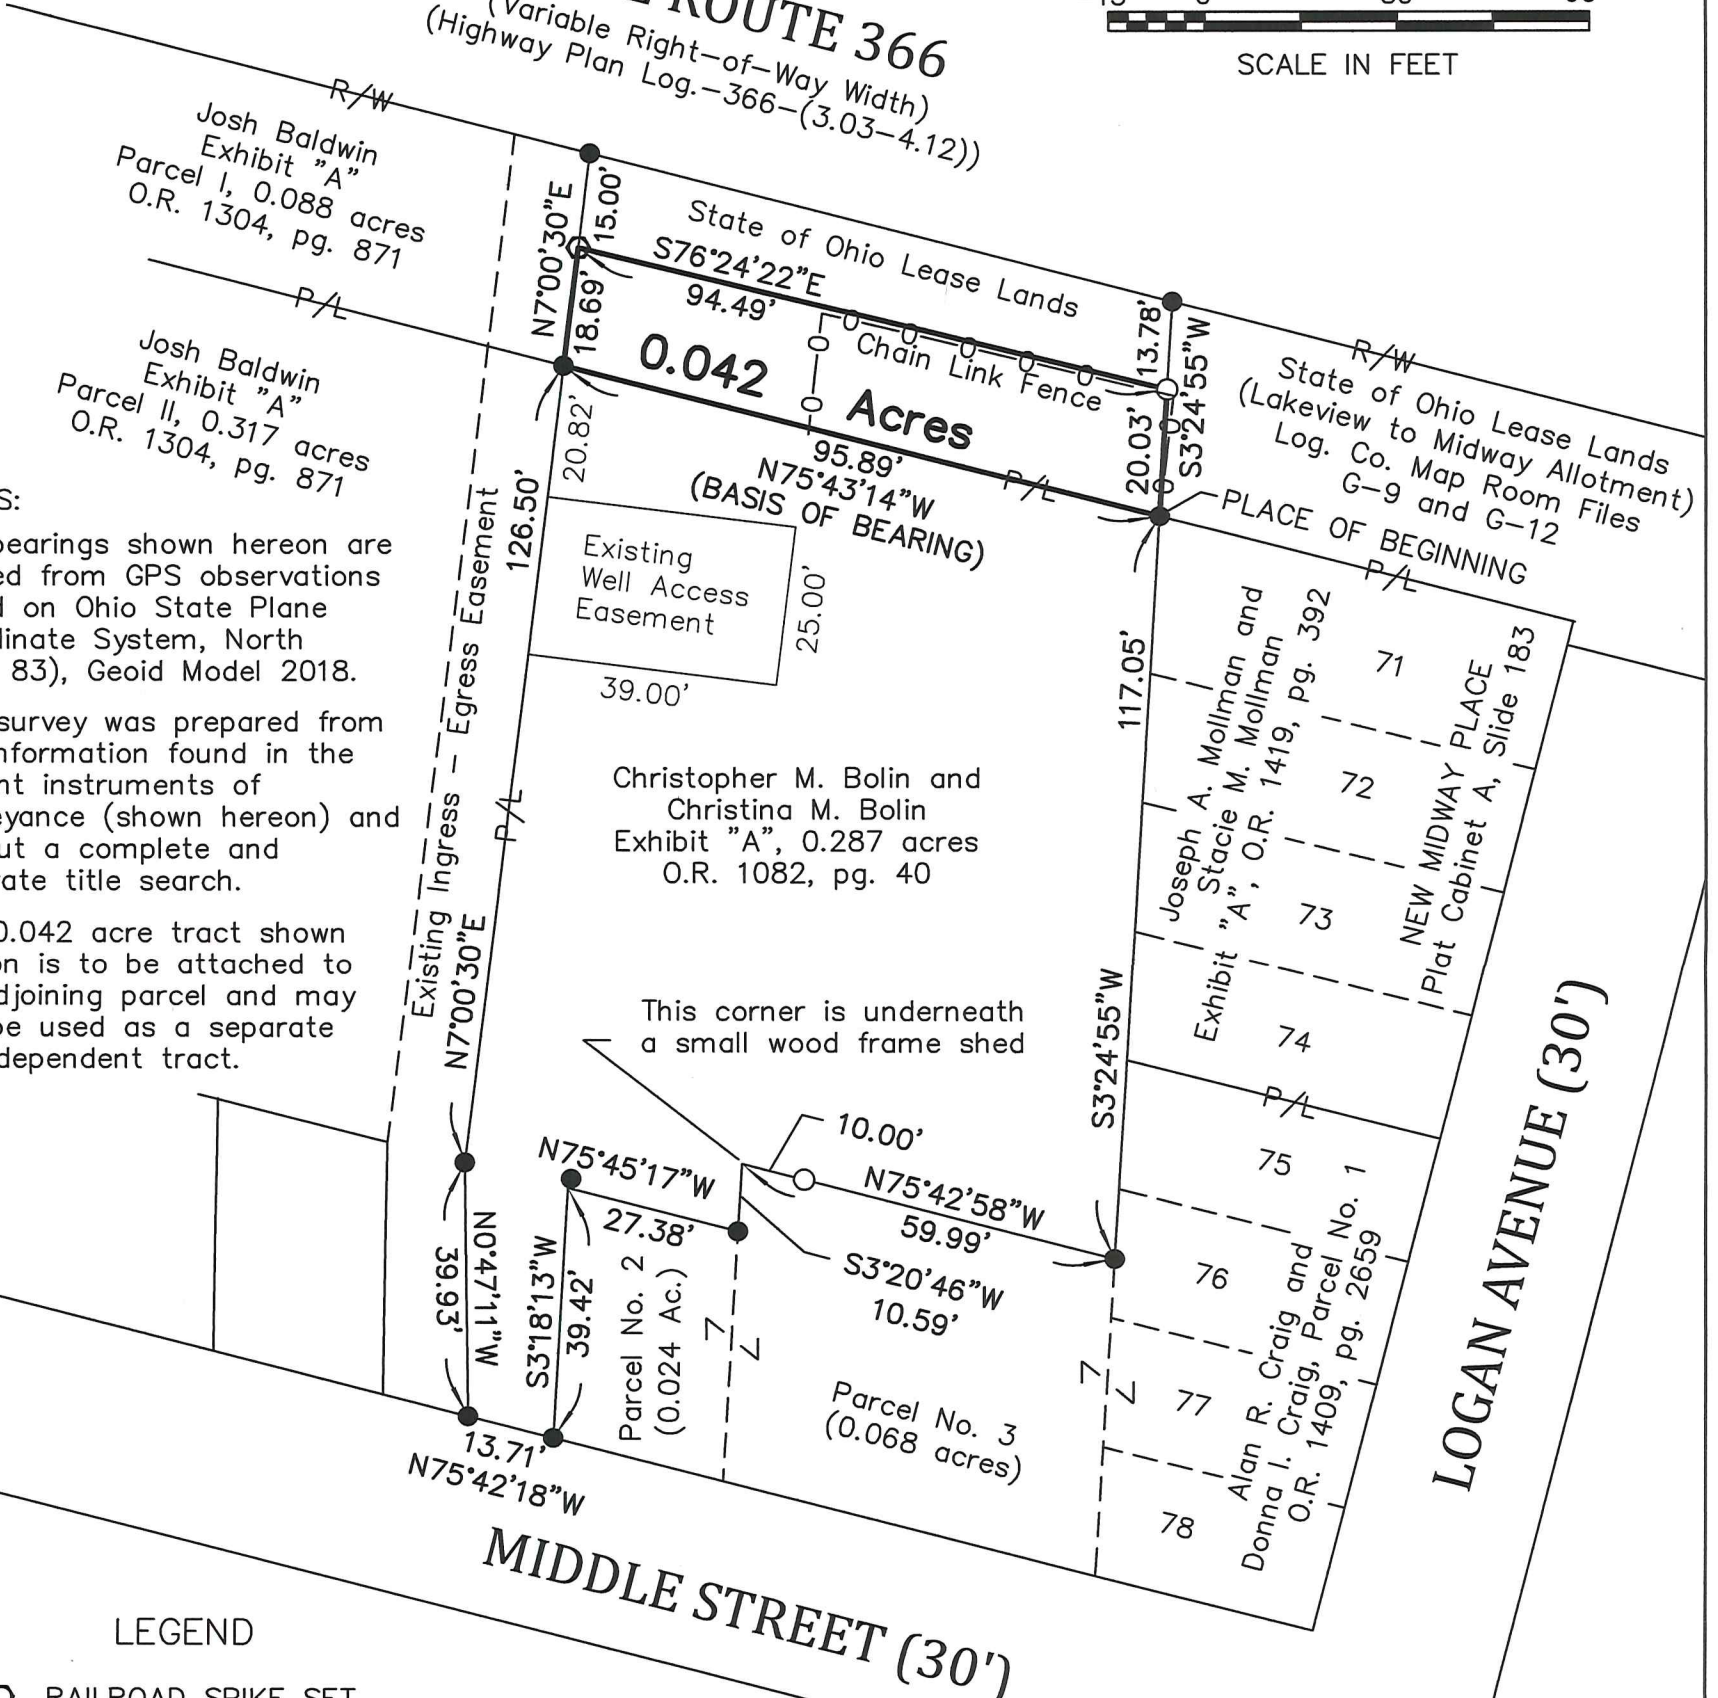 ROUTE 366
(Variable Right-of-Way Width)
(Highway Plan Log.-366-(3.03-4.12))
SCALE IN FEET
R/W
Josh Baldwin
Exhibit "A"
Parcel I, 0.088 acres
O.R. 1304, pg. 871
P/L
Josh Baldwin
Exhibit "A"
Parcel II, 0.317 acres
O.R. 1304, pg. 871
N7°00'30"E
15.00'
18.69'
State of Ohio Lease Lands
S76°24'22"E
94.49'
0.042
Acres
Chain Link Fence
13.78'
S3°24'55"W
20.03'
95.89'
N75°43'14"W
(BASIS OF BEARING)
P/L
R/W
State of Ohio Lease Lands
(Lakeview to Midway Allotment)
Log. Co. Map Room Files
G-9 and G-12
PLACE OF BEGINNING
P/L
20.82'
126.50'
Existing
Well Access
Easement
25.00'
39.00'
Existing Ingress - Egress Easement
P/L
N7°00'30"E
S:
bearings shown hereon are
ed from GPS observations
d on Ohio State Plane
dinate System, North
83), Geoid Model 2018.
survey was prepared from
nformation found in the
nt instruments of
eyance (shown hereon) and
ut a complete and
ate title search.
0.042 acre tract shown
on is to be attached to
djoining parcel and may
be used as a separate
dependent tract.
Christopher M. Bolin and
Christina M. Bolin
Exhibit "A", 0.287 acres
O.R. 1082, pg. 40
117.05'
S3°24'55"W
Joseph A. Mollman and
Stacie M. Mollman
Exhibit "A", O.R. 1419, pg. 392
71
72
73
74
NEW MIDWAY PLACE
Plat Cabinet A, Slide 183
P/L
75
76
77
78
Alan R. Craig and
Donna I. Craig, Parcel No. 1
O.R. 1409, pg. 2659
LOGAN AVENUE (30')
This corner is underneath
a small wood frame shed
10.00'
N75°45'17"W
27.38'
N75°42'58"W
59.99'
S3°20'46"W
10.59'
N0°47'11"W
39.93'
S3°18'13"W
39.42'
Parcel No. 2
(0.024 Ac.)
Parcel No. 3
(0.068 acres)
13.71'
N75°42'18"W
MIDDLE STREET (30')
LEGEND
RAILROAD SPIKE SET